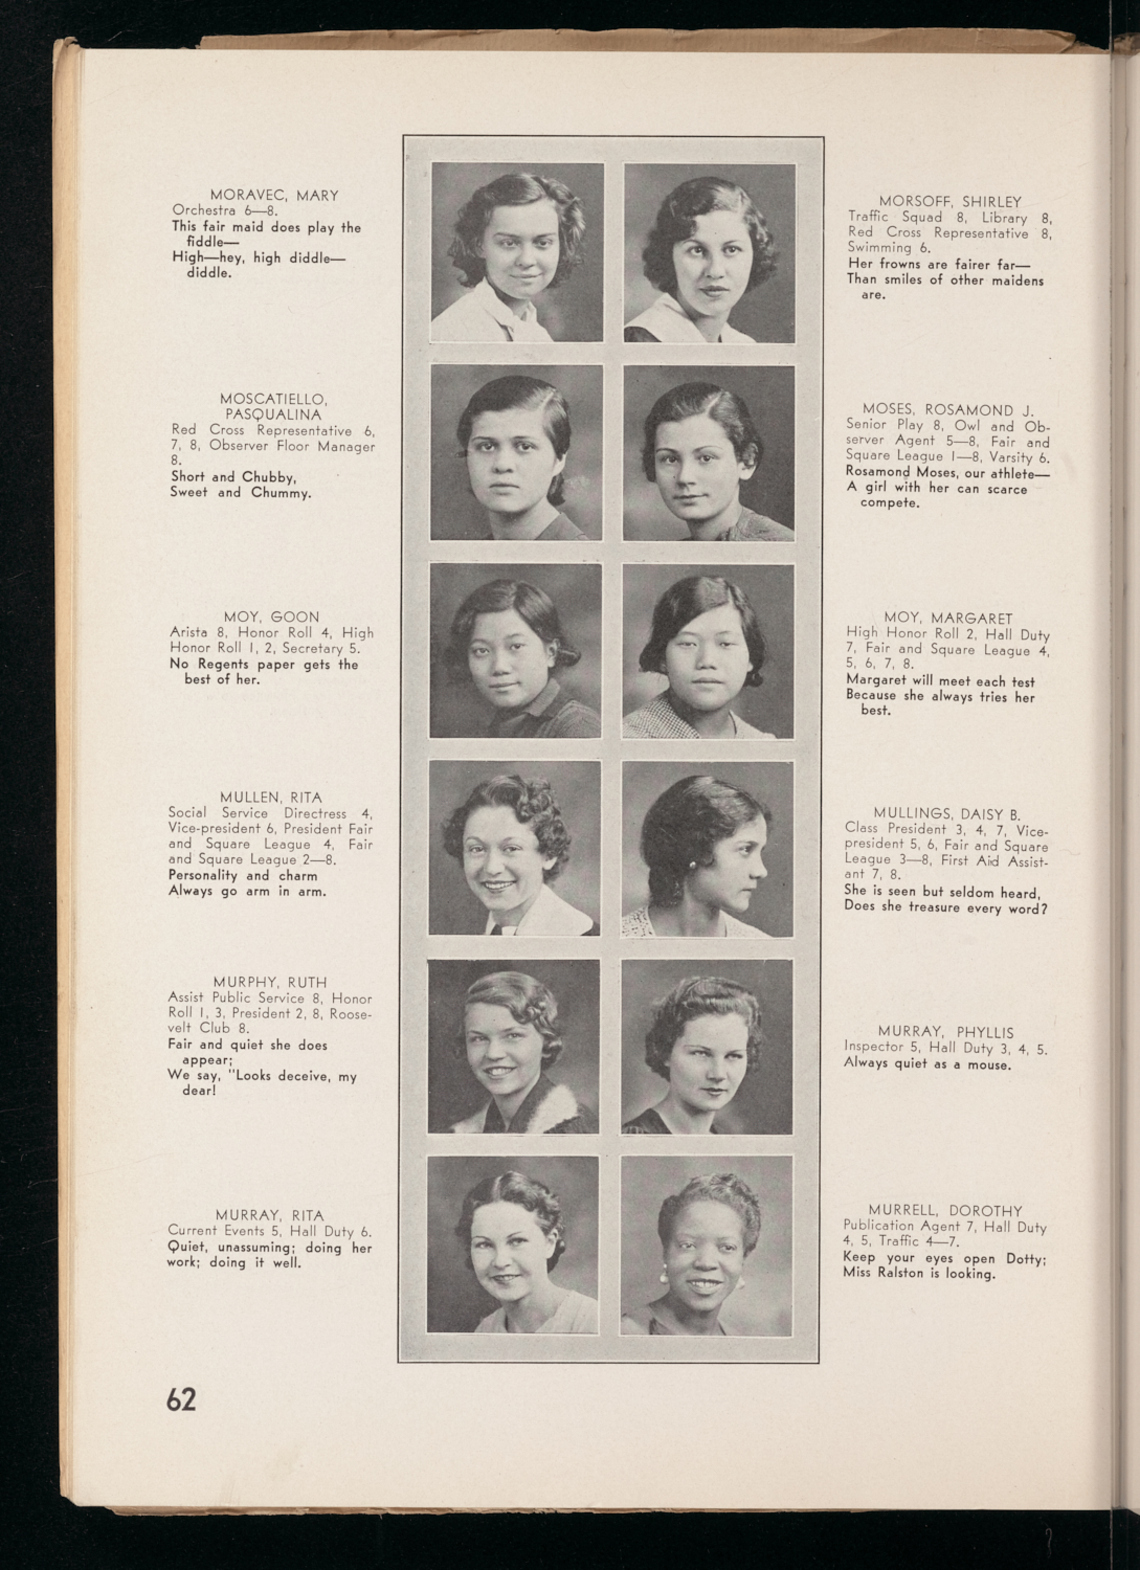 MORAVEC, MARY
Orchestra 6—8.
This fair maid does play the
fiddle—
High—hey, high diddle—
diddle.
MORSOFF, SHIRLEY
Traffic Squad 8, Library 8,
Red Cross Representative 8,
Swimming 6.
Her frowns are fairer far—
Than smiles of other maidens
are.
MOSCATIELLO,
PASQUALINA
Red Cross Representative 6,
7, 8, Observer Floor Manager
8.
Short and Chubby,
Sweet and Chummy.
MOSES, ROSAMOND J.
Senior Play 8, Owl and Ob-
server Agent 5—8, Fair and
Square League 1—8, Varsity 6.
Rosamond Moses, our athlete—
A girl with her can scarce
compete.
MOY, GOON
Arista 8, Honor Roll 4, High
Honor Roll 1, 2, Secretary 5.
No Regents paper gets the
best of her.
MOY, MARGARET
High Honor Roll 2, Hall Duty
7, Fair and Square League 4,
5, 6, 7, 8.
Margaret will meet each test
Because she always tries her
best.
MULLEN, RITA
Social Service Directress 4,
Vice-president 6, President Fair
and Square League 4, Fair
and Square League 2—8.
Personality and charm
Always go arm in arm.
MULLINGS, DAISY B.
Class President 3, 4, 7, Vice-
president 5, 6, Fair and Square
League 3—8, First Aid Assist-
ant 7, 8.
She is seen but seldom heard,
Does she treasure every word?
MURPHY, RUTH
Assist Public Service 8, Honor
Roll 1, 3, President 2, 8, Roose-
velt Club 8.
Fair and quiet she does
appear;
We say, "Looks deceive, my
dear!
MURRAY, PHYLLIS
Inspector 5, Hall Duty 3, 4, 5.
Always quiet as a mouse.
MURRAY, RITA
Current Events 5, Hall Duty 6.
Quiet, unassuming; doing her
work; doing it well.
MURRELL, DOROTHY
Publication Agent 7, Hall Duty
4, 5, Traffic 4—7.
Keep your eyes open Dotty;
Miss Ralston is looking.
62